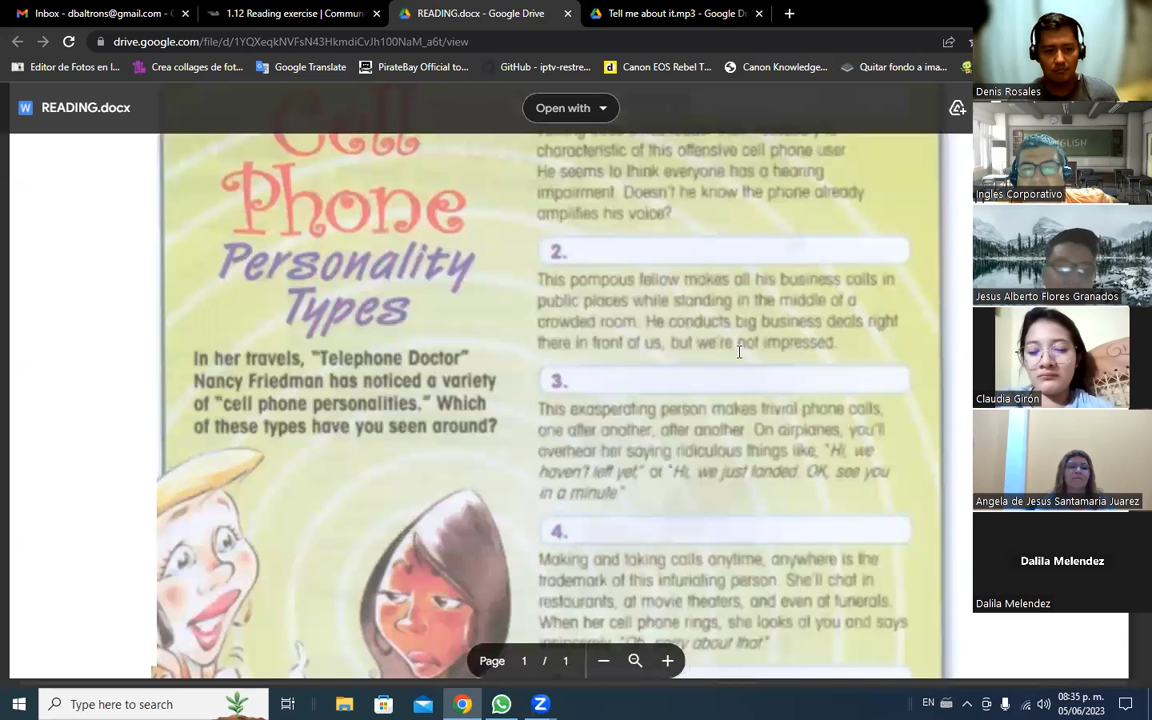 Inbox - dbaltrons@gmail.com - G
1.12 Reading exercise | Commun
READING.docx - Google Drive
Tell me about it.mp3 - Google D
drive.google.com/file/d/1YQXeqkNVFsN43HkmdiCvJh100NaM_a6t/view
Editor de Fotos en l...
Crea collages de fot...
Google Translate
PirateBay Official to...
GitHub - iptv-restre...
Canon EOS Rebel T...
Canon Knowledge...
Quitar fondo a ima...
W READING.docx
Open with
Cell
Phone
Personality
Types
In her travels, "Telephone Doctor"
Nancy Friedman has noticed a variety
of "cell phone personalities." Which
of these types have you seen around?
characteristic of this offensive cell phone user
He seems to think everyone has a hearing
impairment. Doesn't he know the phone already
amplifies his voice?
2.
This pompous fellow makes all his business calls in
public places while standing in the middle of a
crowded room. He conducts big business deals right
there in front of us, but we're not impressed.
3.
This exasperating person makes trivial phone calls,
one after another, after another. On airplanes, you'll
overhear her saying ridiculous things like, "Hi, we
haven't left yet," or "Hi, we just landed. OK, see you
in a minute"
4.
Making and taking calls anytime, anywhere is the
trademark of this infuriating person. She'll chat in
restaurants, at movie theaters, and even at funerals.
When her cell phone rings, she looks at you and says
insincerely, "Oh, sorry about that"
Page 1 / 1
Denis Rosales
ENGLISH
Ingles Corporativo
Jesus Alberto Flores Granados
Claudia Girón
Angela de Jesus Santamaria Juarez
Dalila Melendez
Dalila Melendez
Type here to search
EN
08:35 p. m.
05/06/2023